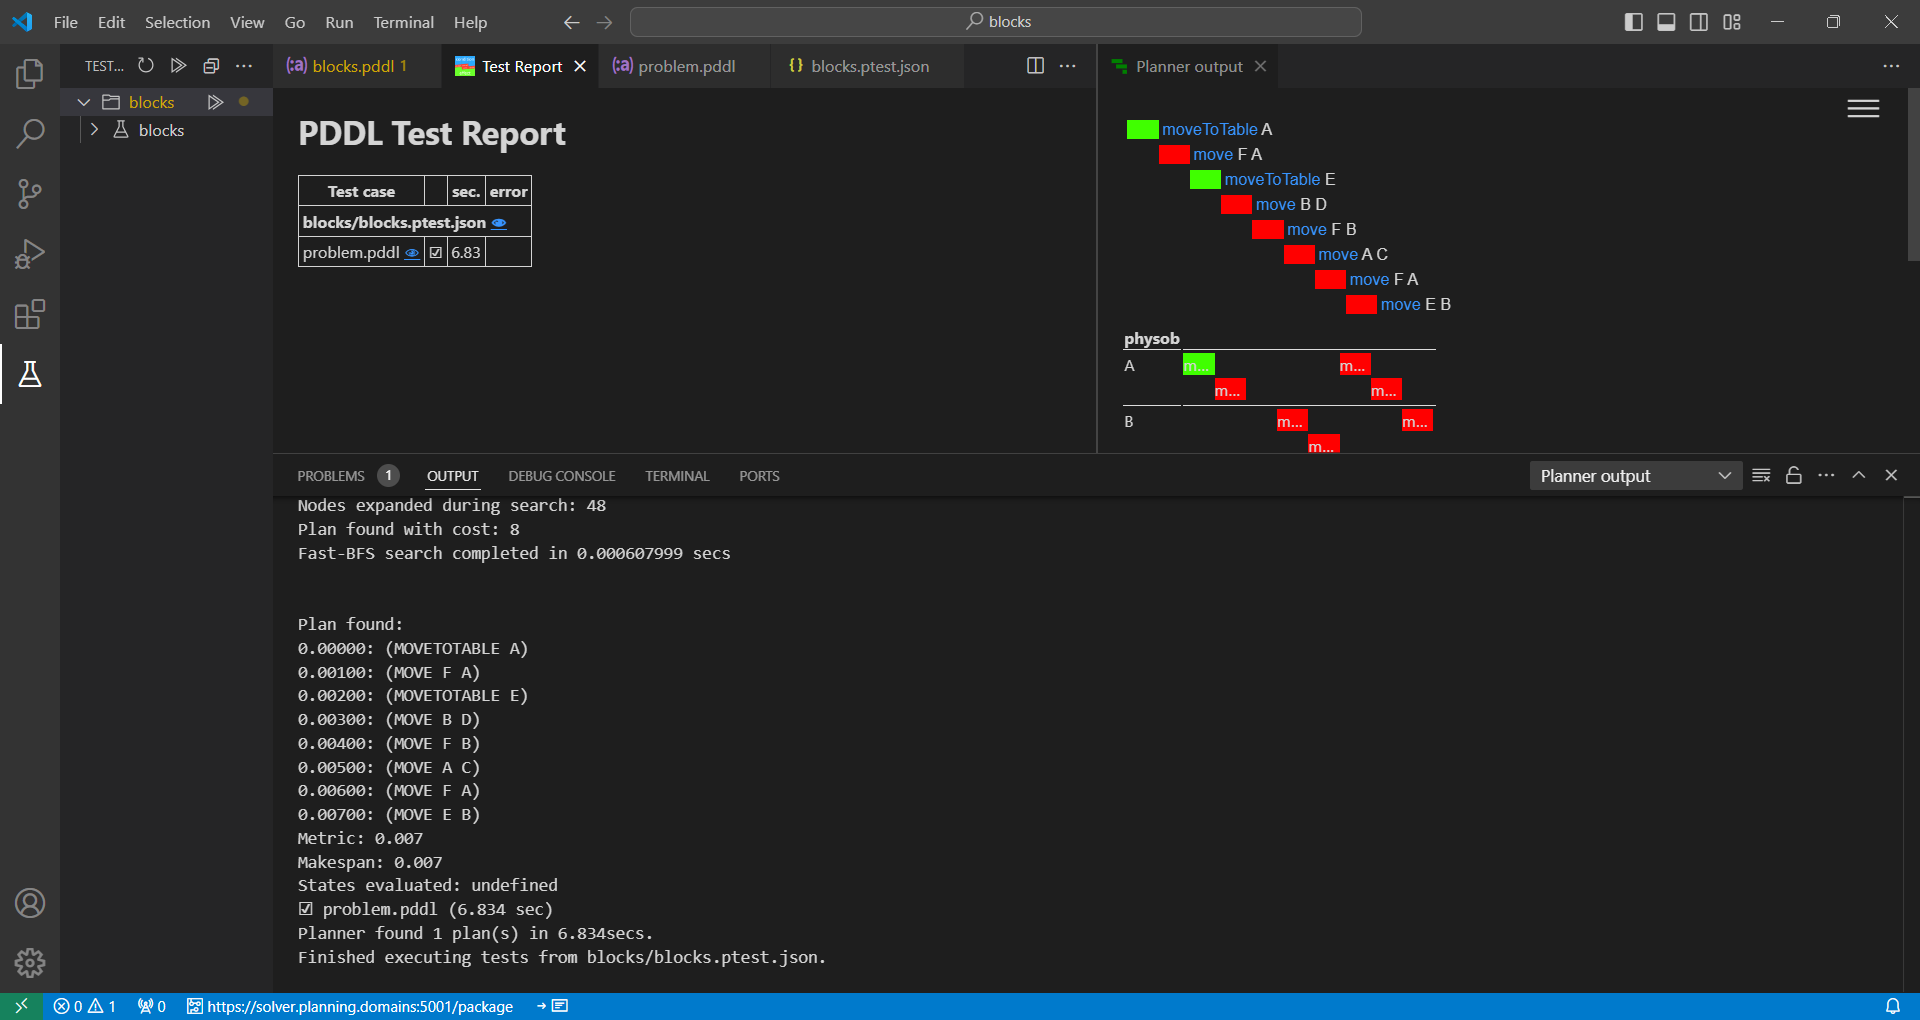 File Edit Selection View Go Run Terminal Help
blocks
TEST...
blocks
blocks
(:a) blocks.pddl 1
Test Report
(:a) problem.pddl
{} blocks.ptest.json
Planner output
PDDL Test Report
Test case sec. error
blocks/blocks.ptest.json
problem.pddl ☑ 6.83
moveToTable A
move F A
moveToTable E
move B D
move F B
move A C
move F A
move E B
physob
A m... m...
m... m...
B m... m...
m...
PROBLEMS 1 OUTPUT DEBUG CONSOLE TERMINAL PORTS
Planner output
Nodes expanded during search: 48
Plan found with cost: 8
Fast-BFS search completed in 0.000607999 secs
Plan found:
0.00000: (MOVETOTABLE A)
0.00100: (MOVE F A)
0.00200: (MOVETOTABLE E)
0.00300: (MOVE B D)
0.00400: (MOVE F B)
0.00500: (MOVE A C)
0.00600: (MOVE F A)
0.00700: (MOVE E B)
Metric: 0.007
Makespan: 0.007
States evaluated: undefined
☑ problem.pddl (6.834 sec)
Planner found 1 plan(s) in 6.834secs.
Finished executing tests from blocks/blocks.ptest.json.
0 1 0 https://solver.planning.domains:5001/package